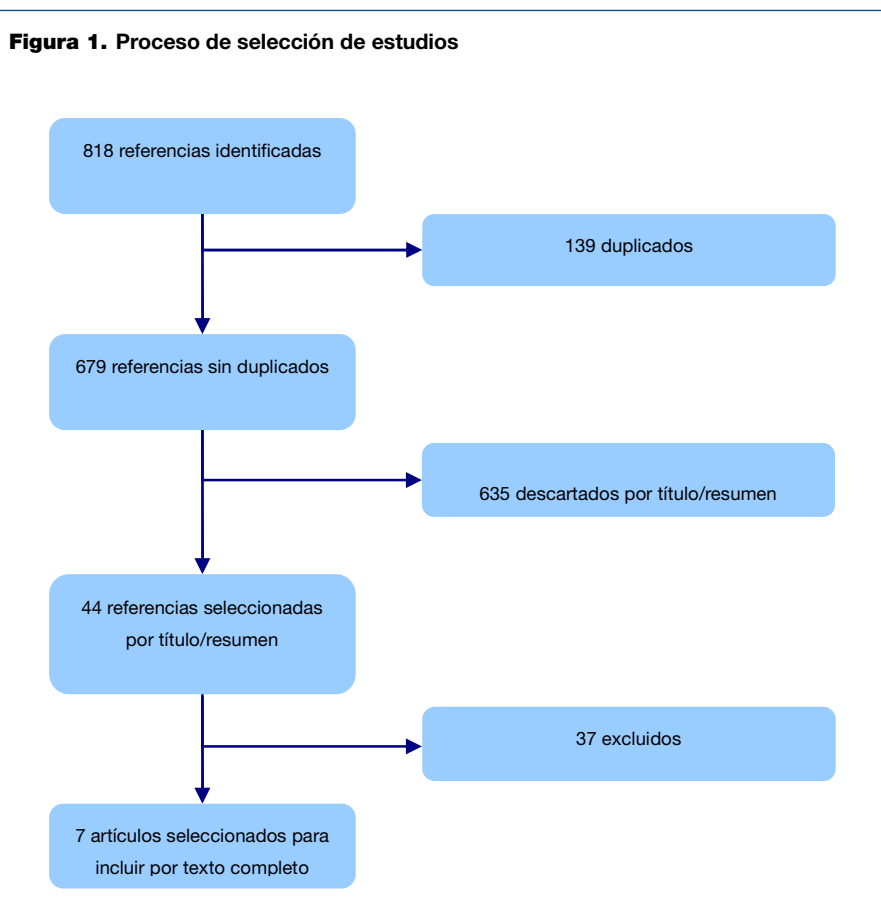 Figura 1. Proceso de selección de estudios
818 referencias identificadas
139 duplicados
679 referencias sin duplicados
635 descartados por título/resumen
44 referencias seleccionadas
por título/resumen
37 excluidos
7 artículos seleccionados para
incluir por texto completo